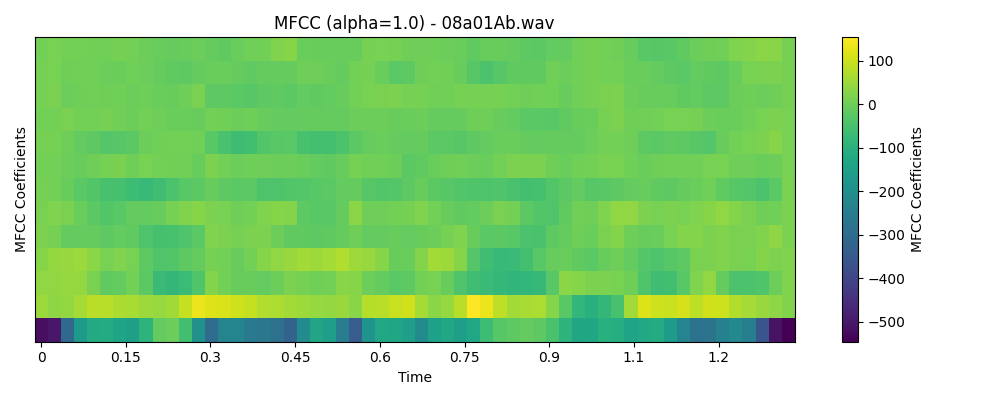 MFCC (alpha=1.0) - 08a01Ab.wav
MFCC Coefficients
0 0.15 0.3 0.45 0.6 0.75 0.9 1.1 1.2
Time
100
0
−100
−200
−300
−400
−500
MFCC Coefficients